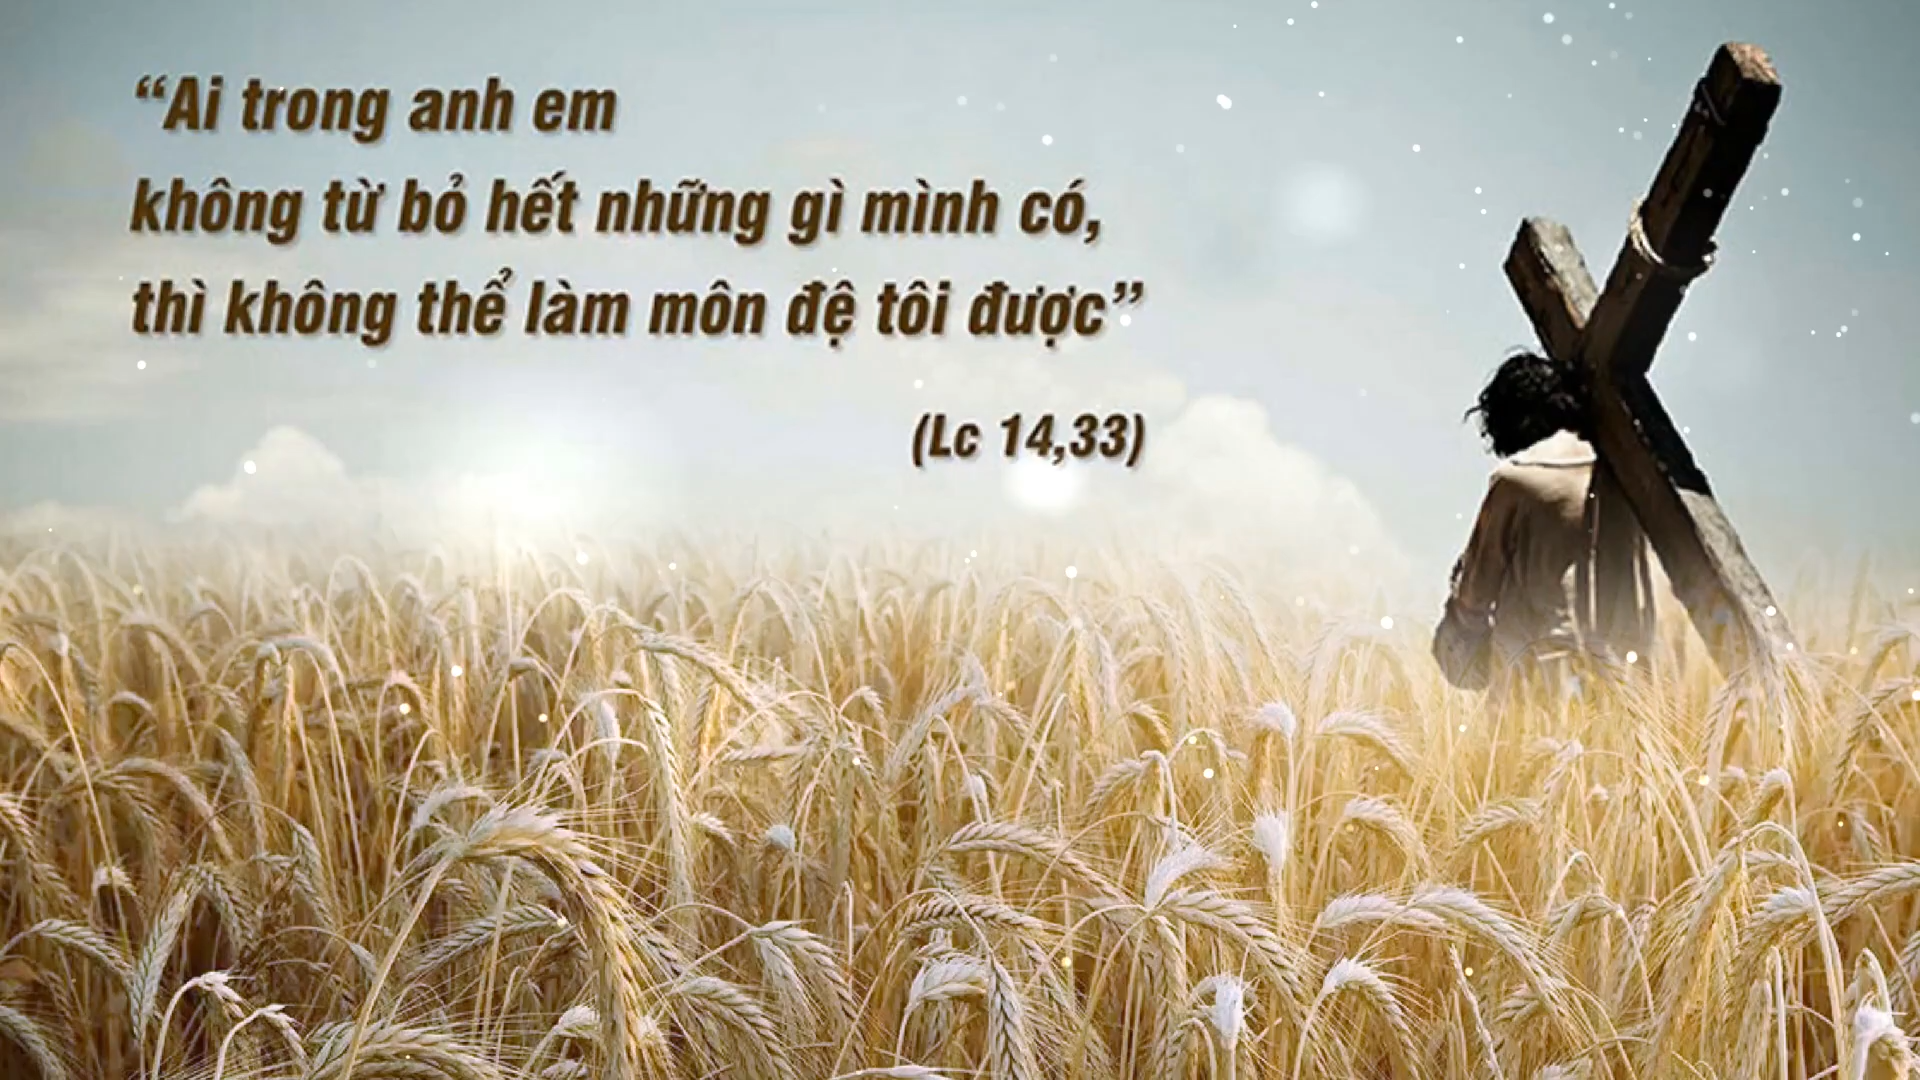 “Ai trong anh em
không từ bỏ hết những gì mình có,
thì không thể làm môn đệ tôi được”
(Lc 14,33)